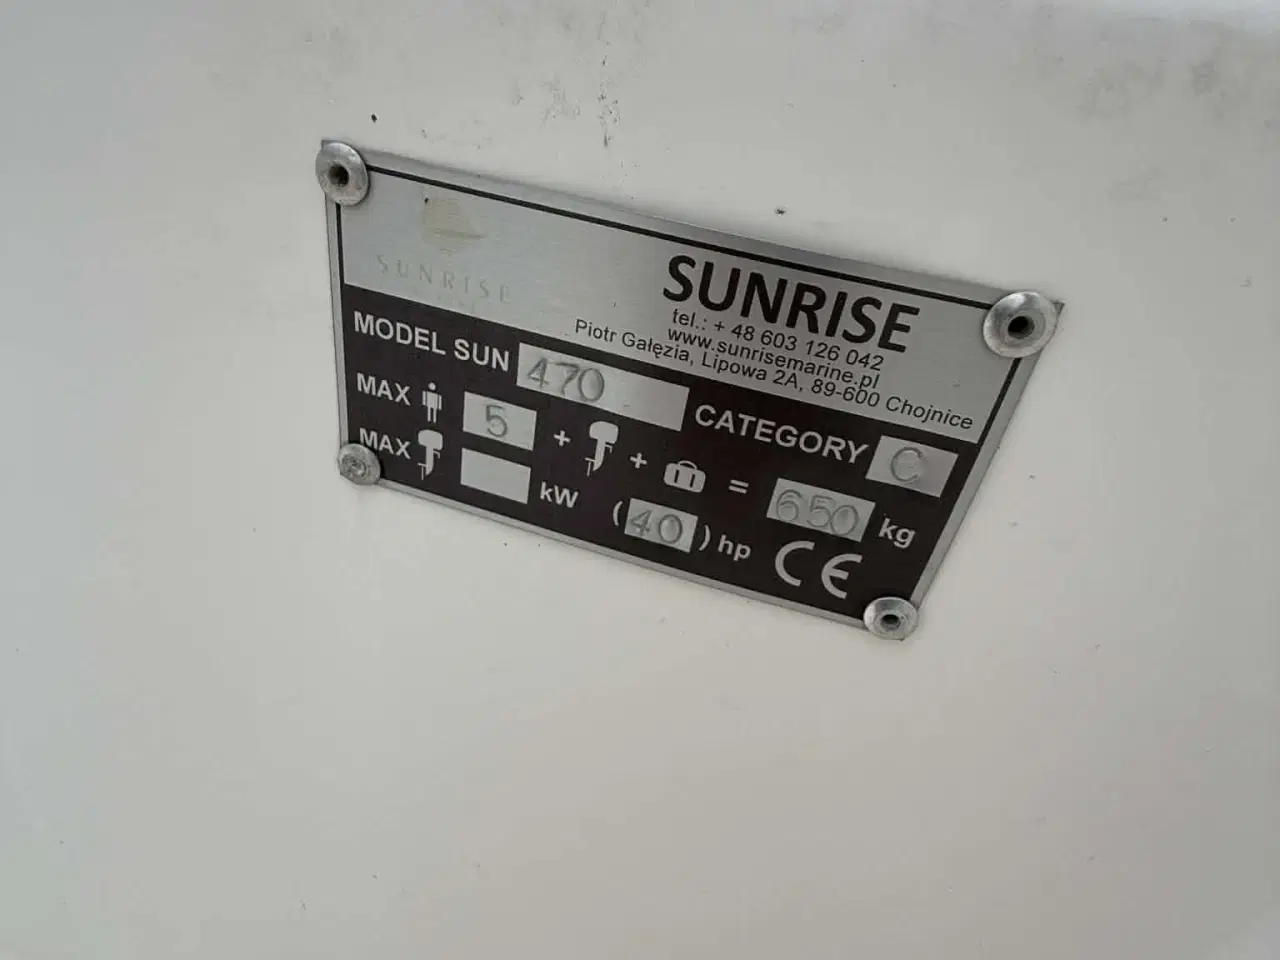 SUNRISE
SUNRISE
tel.: + 48 603 126 042
www.sunrisemarine.pl
Piotr Gałęzia, Lipowa 2A, 89-600 Chojnice
MODEL SUN 470 CATEGORY C
MAX 5 + + = 650 kg
MAX kW (40) hp CE